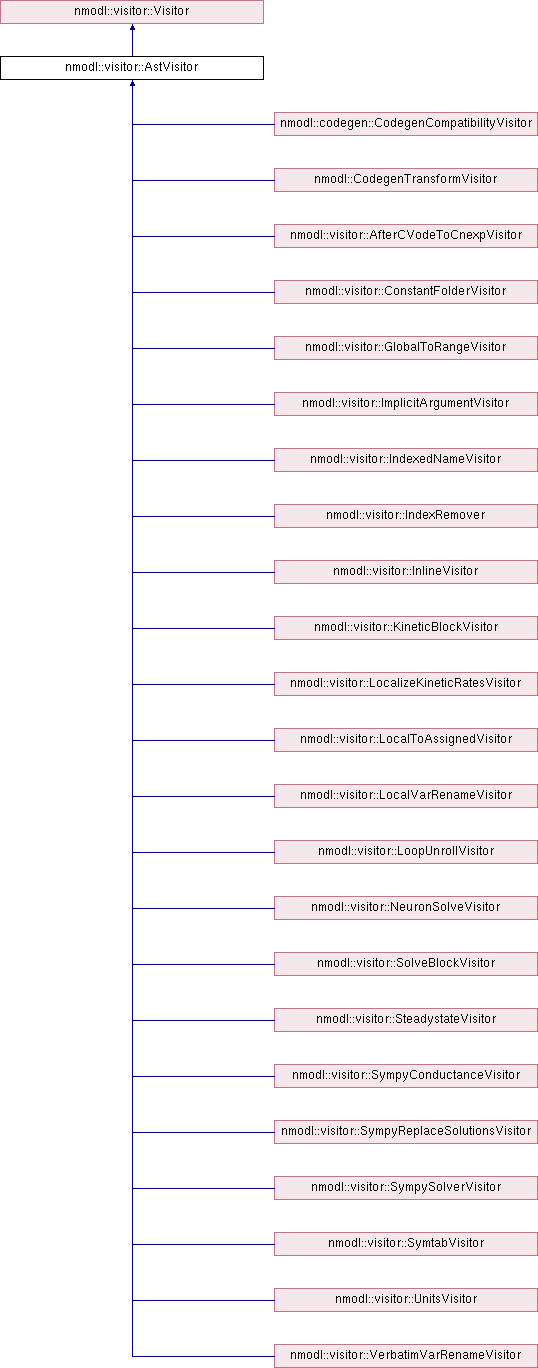 nmodl::visitor::Visitor
nmodl::visitor::AstVisitor
nmodl::codegen::CodegenCompatibilityVisitor
nmodl::CodegenTransformVisitor
nmodl::visitor::AfterCVodeToCnexpVisitor
nmodl::visitor::ConstantFolderVisitor
nmodl::visitor::GlobalToRangeVisitor
nmodl::visitor::ImplicitArgumentVisitor
nmodl::visitor::IndexedNameVisitor
nmodl::visitor::IndexRemover
nmodl::visitor::InlineVisitor
nmodl::visitor::KineticBlockVisitor
nmodl::visitor::LocalizeKineticRatesVisitor
nmodl::visitor::LocalToAssignedVisitor
nmodl::visitor::LocalVarRenameVisitor
nmodl::visitor::LoopUnrollVisitor
nmodl::visitor::NeuronSolveVisitor
nmodl::visitor::SolveBlockVisitor
nmodl::visitor::SteadystateVisitor
nmodl::visitor::SympyConductanceVisitor
nmodl::visitor::SympyReplaceSolutionsVisitor
nmodl::visitor::SympySolverVisitor
nmodl::visitor::SymtabVisitor
nmodl::visitor::UnitsVisitor
nmodl::visitor::VerbatimVarRenameVisitor